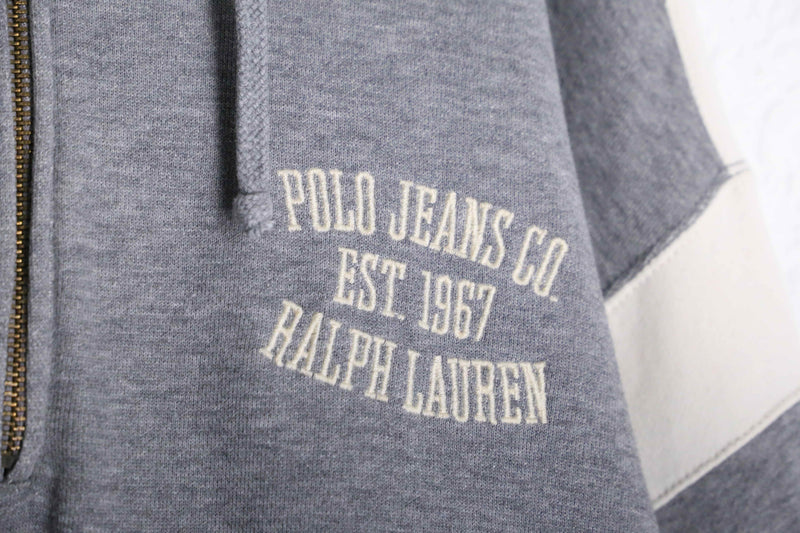 POLO JEANS CO.
EST. 1967
RALPH LAUREN